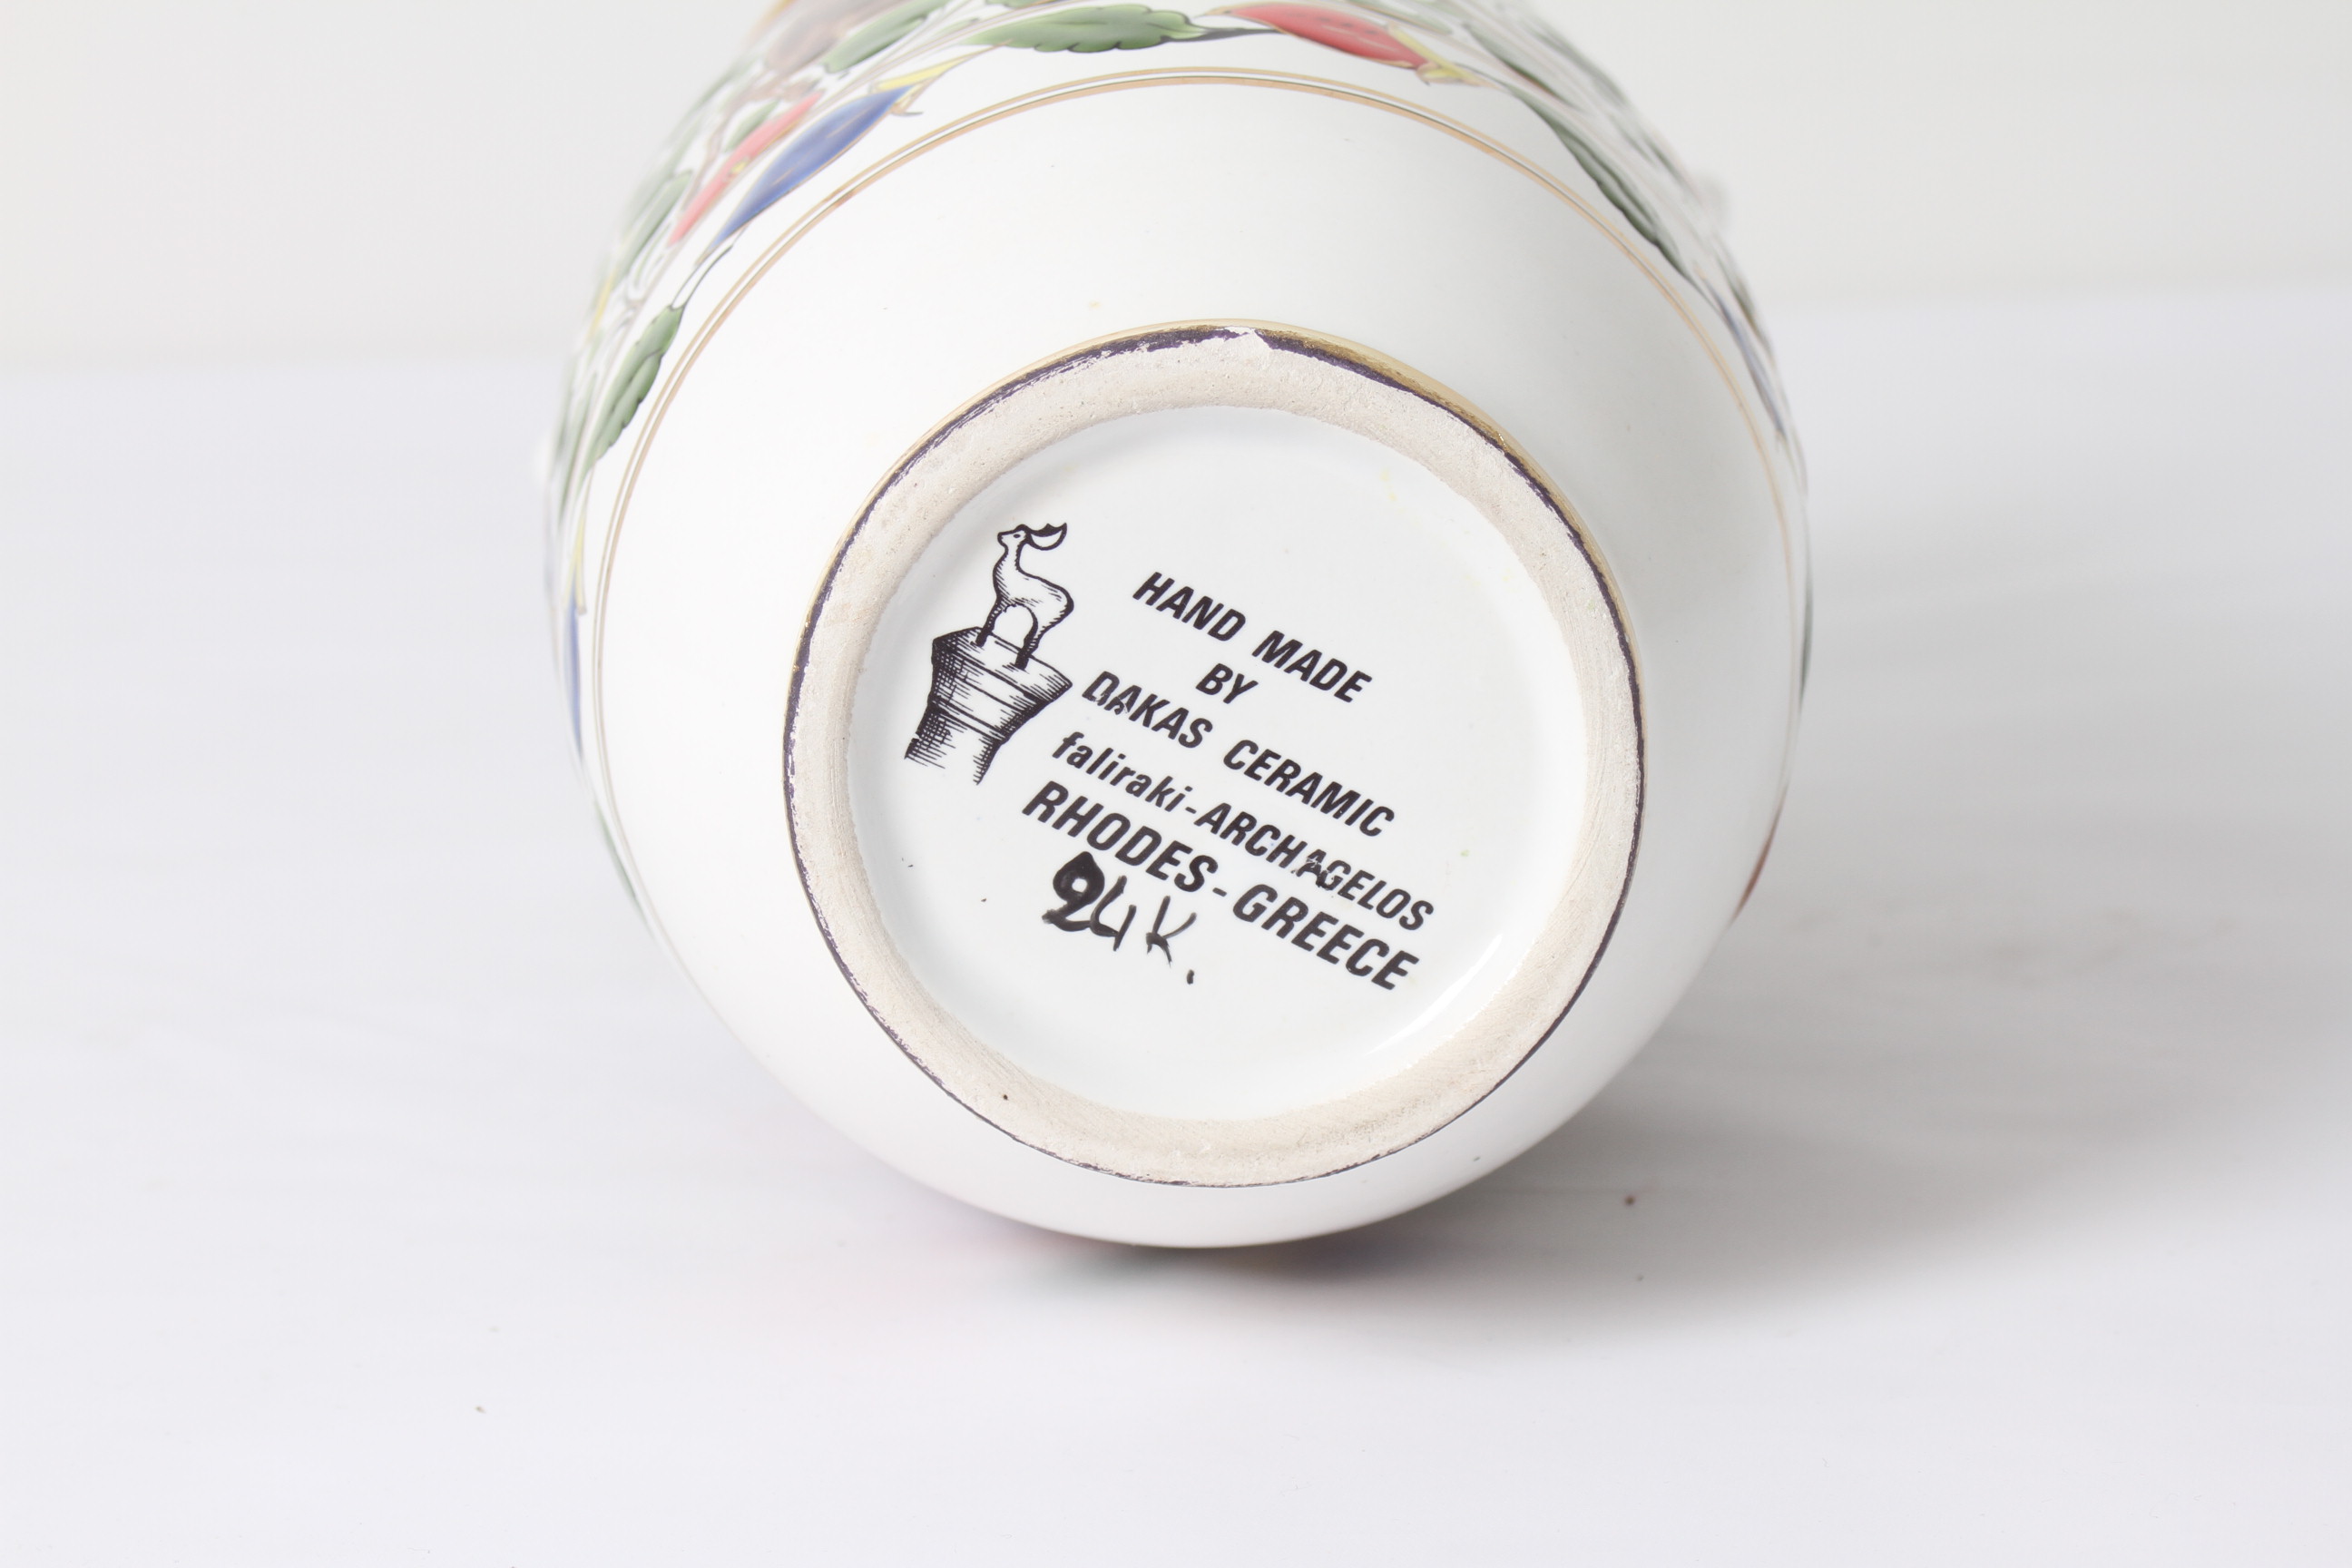 HAND MADE
BY
DAKAS CERAMIC
faliraki-ARCHAGELOS
RHODES-GREECE
24K.